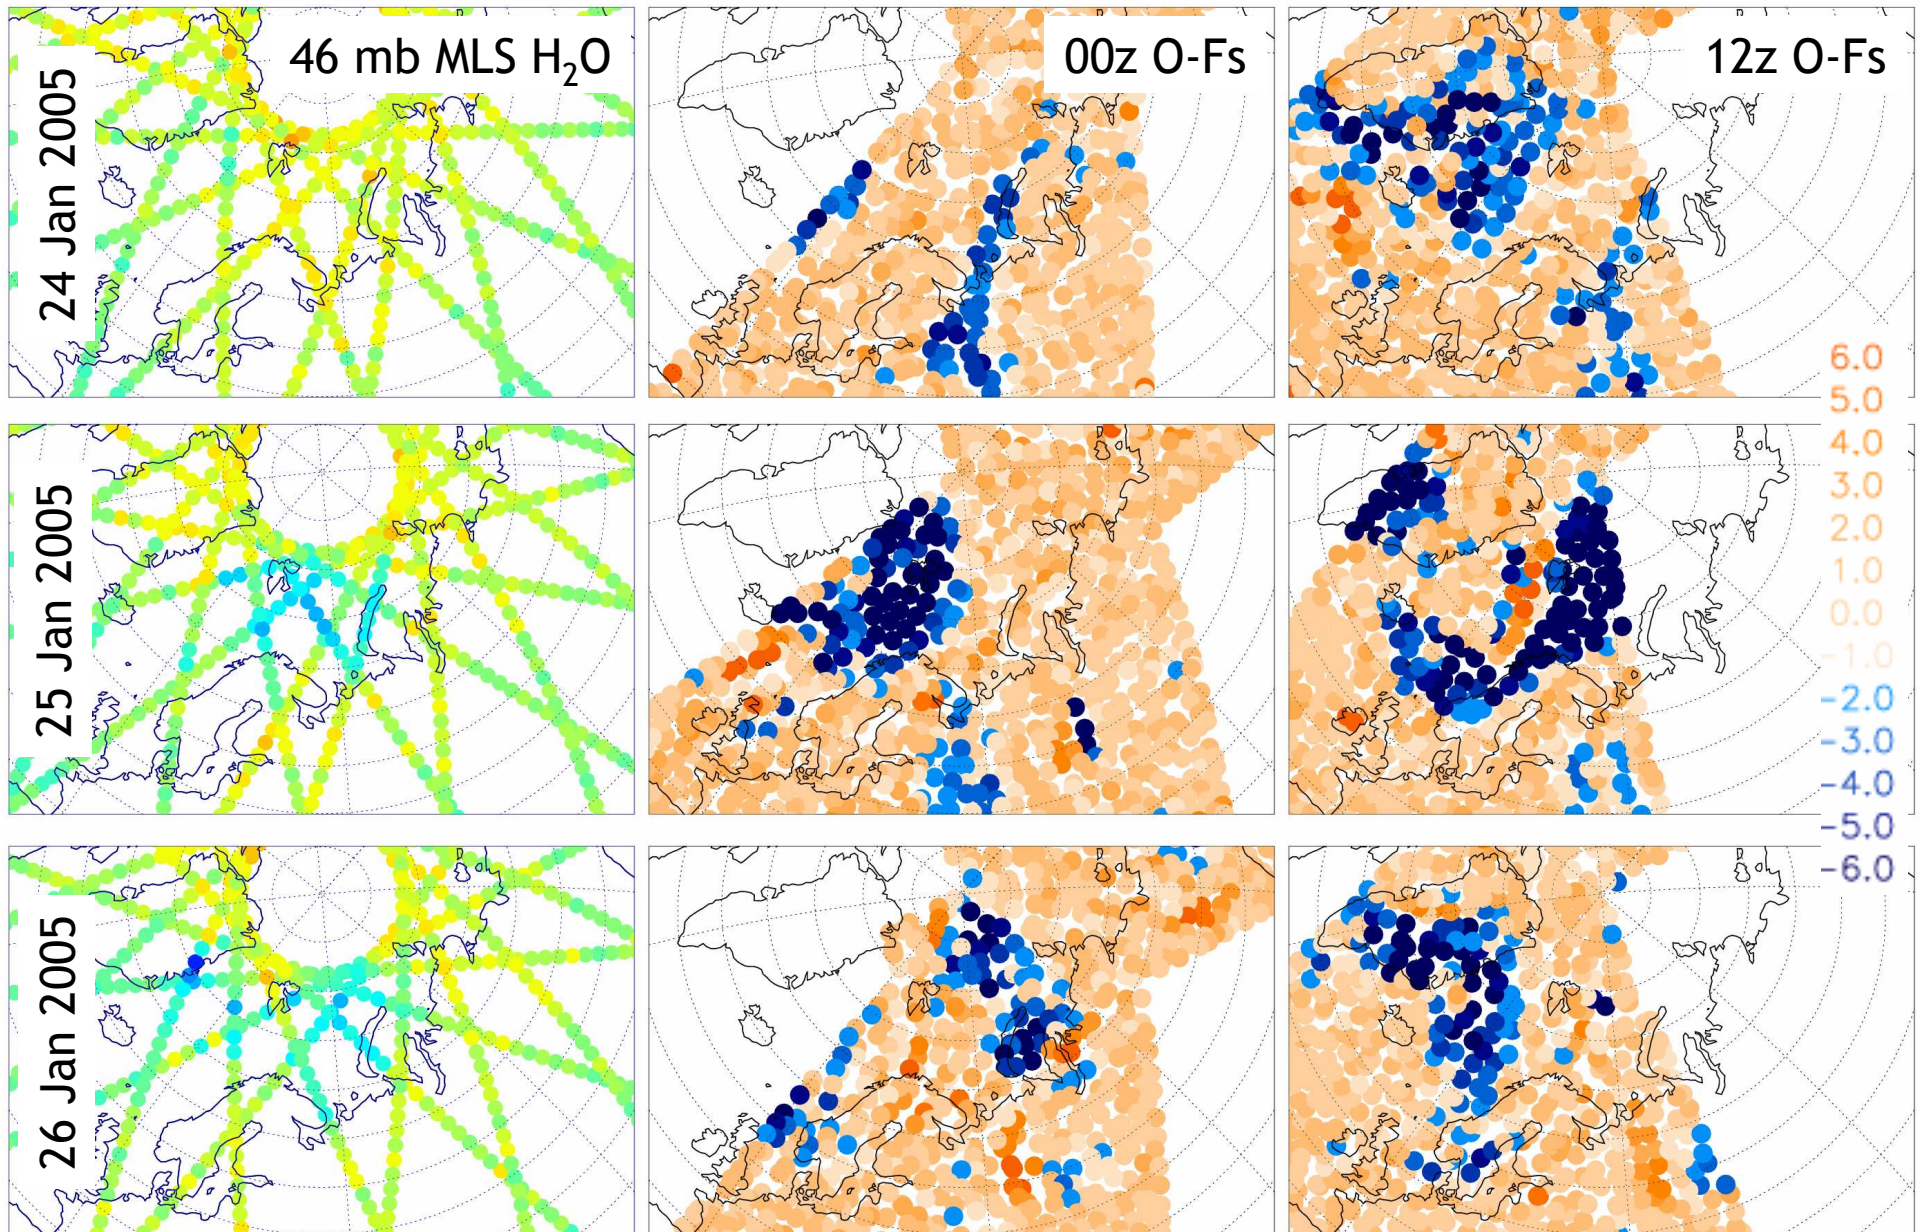 46 mb MLS H₂O
00z O-Fs
12z O-Fs
24 Jan 2005
25 Jan 2005
26 Jan 2005
6.0
5.0
4.0
3.0
2.0
1.0
0.0
-1.0
-2.0
-3.0
-4.0
-5.0
-6.0